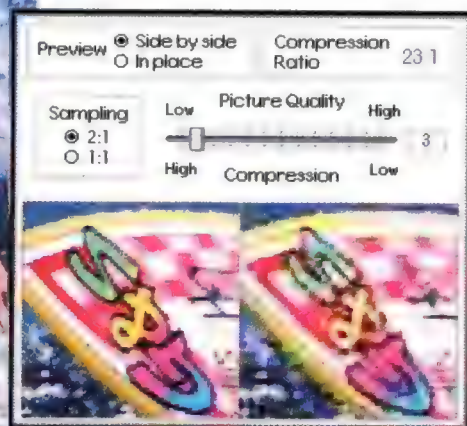 Preview Side by side
In place
Compression
Ratio 23 1
Sampling
2:1
1:1
Low Picture Quality High
3
High Compression Low